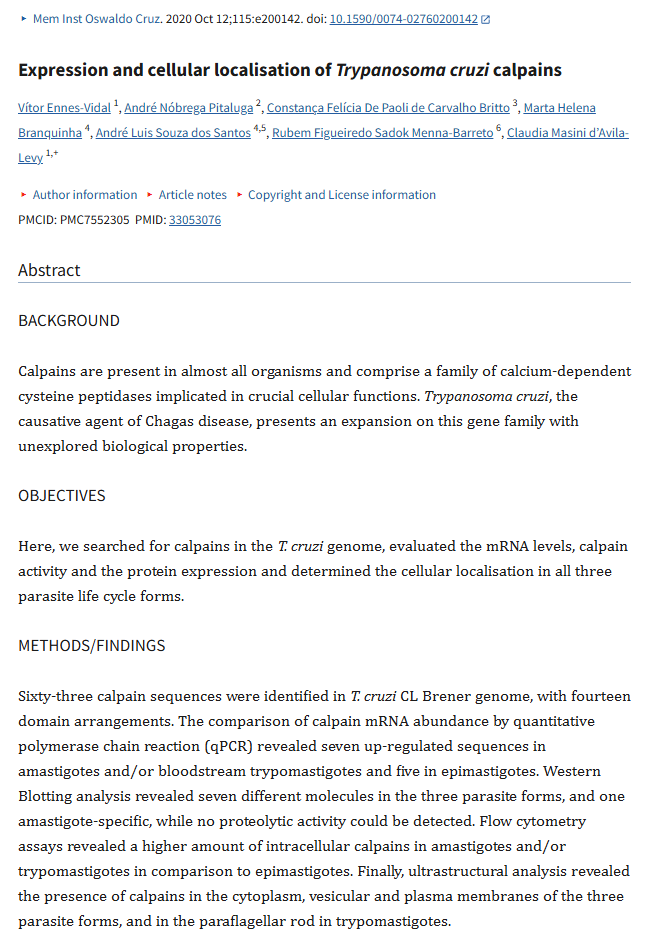 ‣ Mem Inst Oswaldo Cruz. 2020 Oct 12;115:e200142. doi: 10.1590/0074-02760200142
Expression and cellular localisation of Trypanosoma cruzi calpains
Vítor Ennes-Vidal 1, André Nóbrega Pitaluga 2, Constança Felícia De Paoli de Carvalho Britto 3, Marta Helena
Branquinha 4, André Luis Souza dos Santos 4,5, Rubem Figueiredo Sadok Menna-Barreto 6, Claudia Masini d'Avila-
Levy 1,+
‣ Author information ‣ Article notes ‣ Copyright and License information
PMCID: PMC7552305 PMID: 33053076
Abstract
BACKGROUND
Calpains are present in almost all organisms and comprise a family of calcium-dependent
cysteine peptidases implicated in crucial cellular functions. Trypanosoma cruzi, the
causative agent of Chagas disease, presents an expansion on this gene family with
unexplored biological properties.
OBJECTIVES
Here, we searched for calpains in the T. cruzi genome, evaluated the mRNA levels, calpain
activity and the protein expression and determined the cellular localisation in all three
parasite life cycle forms.
METHODS/FINDINGS
Sixty-three calpain sequences were identified in T. cruzi CL Brener genome, with fourteen
domain arrangements. The comparison of calpain mRNA abundance by quantitative
polymerase chain reaction (qPCR) revealed seven up-regulated sequences in
amastigotes and/or bloodstream trypomastigotes and five in epimastigotes. Western
Blotting analysis revealed seven different molecules in the three parasite forms, and one
amastigote-specific, while no proteolytic activity could be detected. Flow cytometry
assays revealed a higher amount of intracellular calpains in amastigotes and/or
trypomastigotes in comparison to epimastigotes. Finally, ultrastructural analysis revealed
the presence of calpains in the cytoplasm, vesicular and plasma membranes of the three
parasite forms, and in the paraflagellar rod in trypomastigotes.